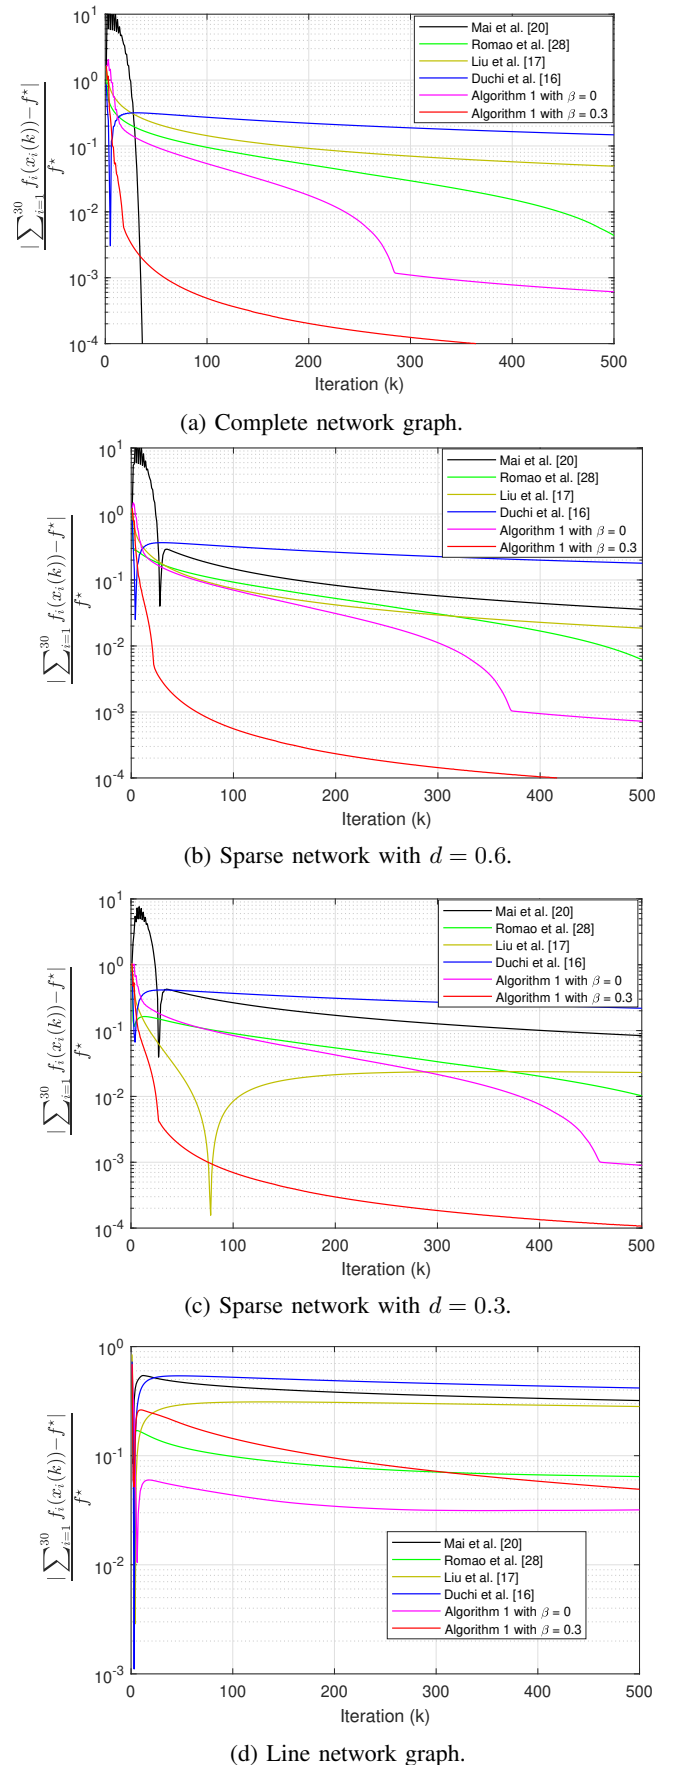 10^1
10^0
10^-1
10^-2
10^-3
10^-4
0 100 200 300 400 500
Iteration (k)
|∑_{i=1}^{30} f_i(x_i(k))−f⋆|
f⋆
Mai et al. [20]
Romao et al. [28]
Liu et al. [17]
Duchi et al. [16]
Algorithm 1 with β = 0
Algorithm 1 with β = 0.3
(a) Complete network graph.
10^1
10^0
10^-1
10^-2
10^-3
10^-4
0 100 200 300 400 500
Iteration (k)
|∑_{i=1}^{30} f_i(x_i(k))−f⋆|
f⋆
Mai et al. [20]
Romao et al. [28]
Liu et al. [17]
Duchi et al. [16]
Algorithm 1 with β = 0
Algorithm 1 with β = 0.3
(b) Sparse network with d = 0.6.
10^1
10^0
10^-1
10^-2
10^-3
10^-4
0 100 200 300 400 500
Iteration (k)
|∑_{i=1}^{30} f_i(x_i(k))−f⋆|
f⋆
Mai et al. [20]
Romao et al. [28]
Liu et al. [17]
Duchi et al. [16]
Algorithm 1 with β = 0
Algorithm 1 with β = 0.3
(c) Sparse network with d = 0.3.
10^0
10^-1
10^-2
10^-3
0 100 200 300 400 500
Iteration (k)
|∑_{i=1}^{30} f_i(x_i(k))−f⋆|
f⋆
Mai et al. [20]
Romao et al. [28]
Liu et al. [17]
Duchi et al. [16]
Algorithm 1 with β = 0
Algorithm 1 with β = 0.3
(d) Line network graph.